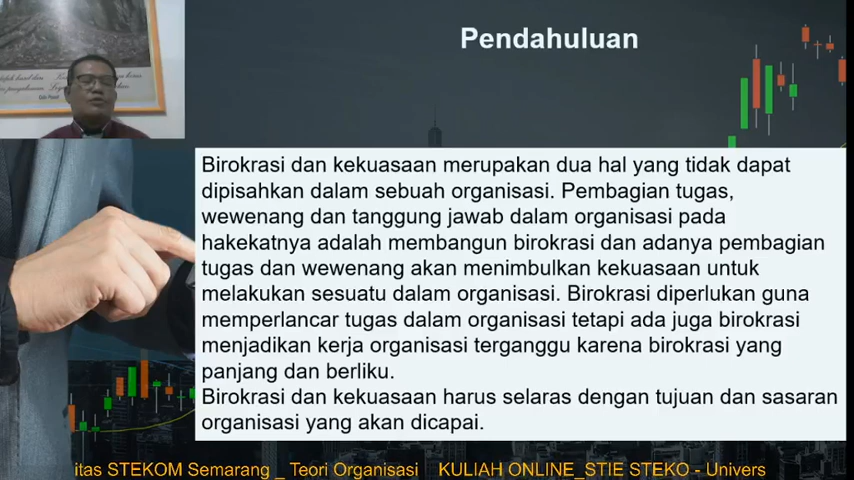 Pendahuluan
Birokrasi dan kekuasaan merupakan dua hal yang tidak dapat
dipisahkan dalam sebuah organisasi. Pembagian tugas,
wewenang dan tanggung jawab dalam organisasi pada
hakekatnya adalah membangun birokrasi dan adanya pembagian
tugas dan wewenang akan menimbulkan kekuasaan untuk
melakukan sesuatu dalam organisasi. Birokrasi diperlukan guna
memperlancar tugas dalam organisasi tetapi ada juga birokrasi
menjadikan kerja organisasi terganggu karena birokrasi yang
panjang dan berliku.
Birokrasi dan kekuasaan harus selaras dengan tujuan dan sasaran
organisasi yang akan dicapai.
itas STEKOM Semarang _ Teori Organisasi KULIAH ONLINE_STIE STEKO - Univers